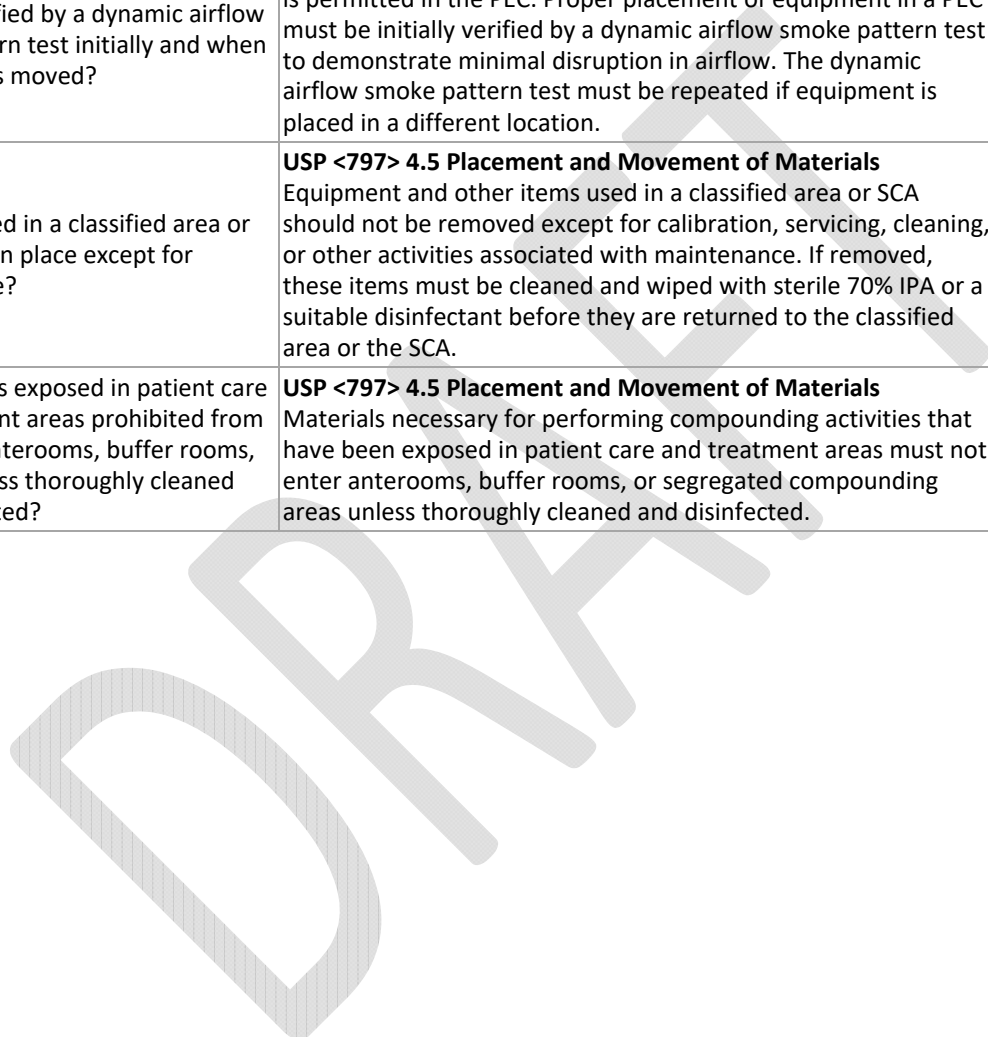 fied by a dynamic airflow
rn test initially and when
s moved?
is permitted in the PEC. Proper placement of equipment in a PEC
must be initially verified by a dynamic airflow smoke pattern test
to demonstrate minimal disruption in airflow. The dynamic
airflow smoke pattern test must be repeated if equipment is
placed in a different location.
ed in a classified area or
n place except for
e?
USP <797> 4.5 Placement and Movement of Materials
Equipment and other items used in a classified area or SCA
should not be removed except for calibration, servicing, cleaning,
or other activities associated with maintenance. If removed,
these items must be cleaned and wiped with sterile 70% IPA or a
suitable disinfectant before they are returned to the classified
area or the SCA.
s exposed in patient care
nt areas prohibited from
nterooms, buffer rooms,
ss thoroughly cleaned
ted?
USP <797> 4.5 Placement and Movement of Materials
Materials necessary for performing compounding activities that
have been exposed in patient care and treatment areas must not
enter anterooms, buffer rooms, or segregated compounding
areas unless thoroughly cleaned and disinfected.
DRAFT